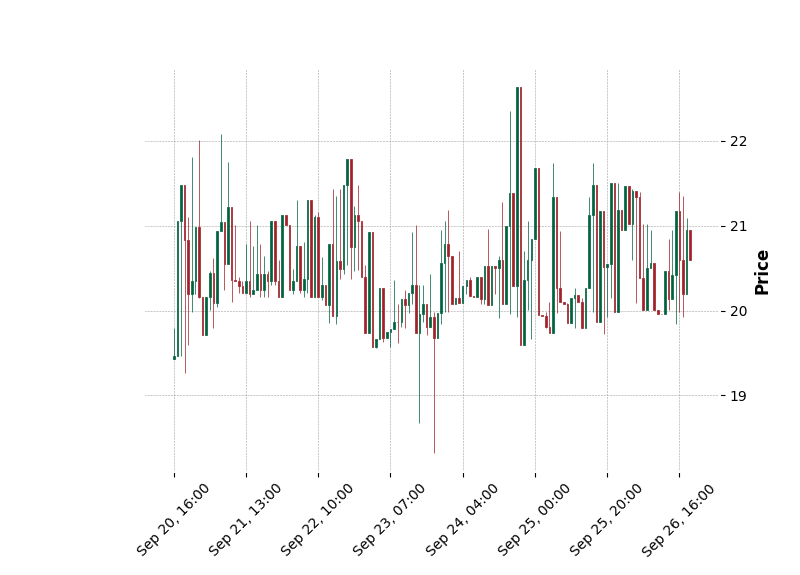 22
21
20
19
Price
Sep 20, 16:00
Sep 21, 13:00
Sep 22, 10:00
Sep 23, 07:00
Sep 24, 04:00
Sep 25, 00:00
Sep 25, 20:00
Sep 26, 16:00